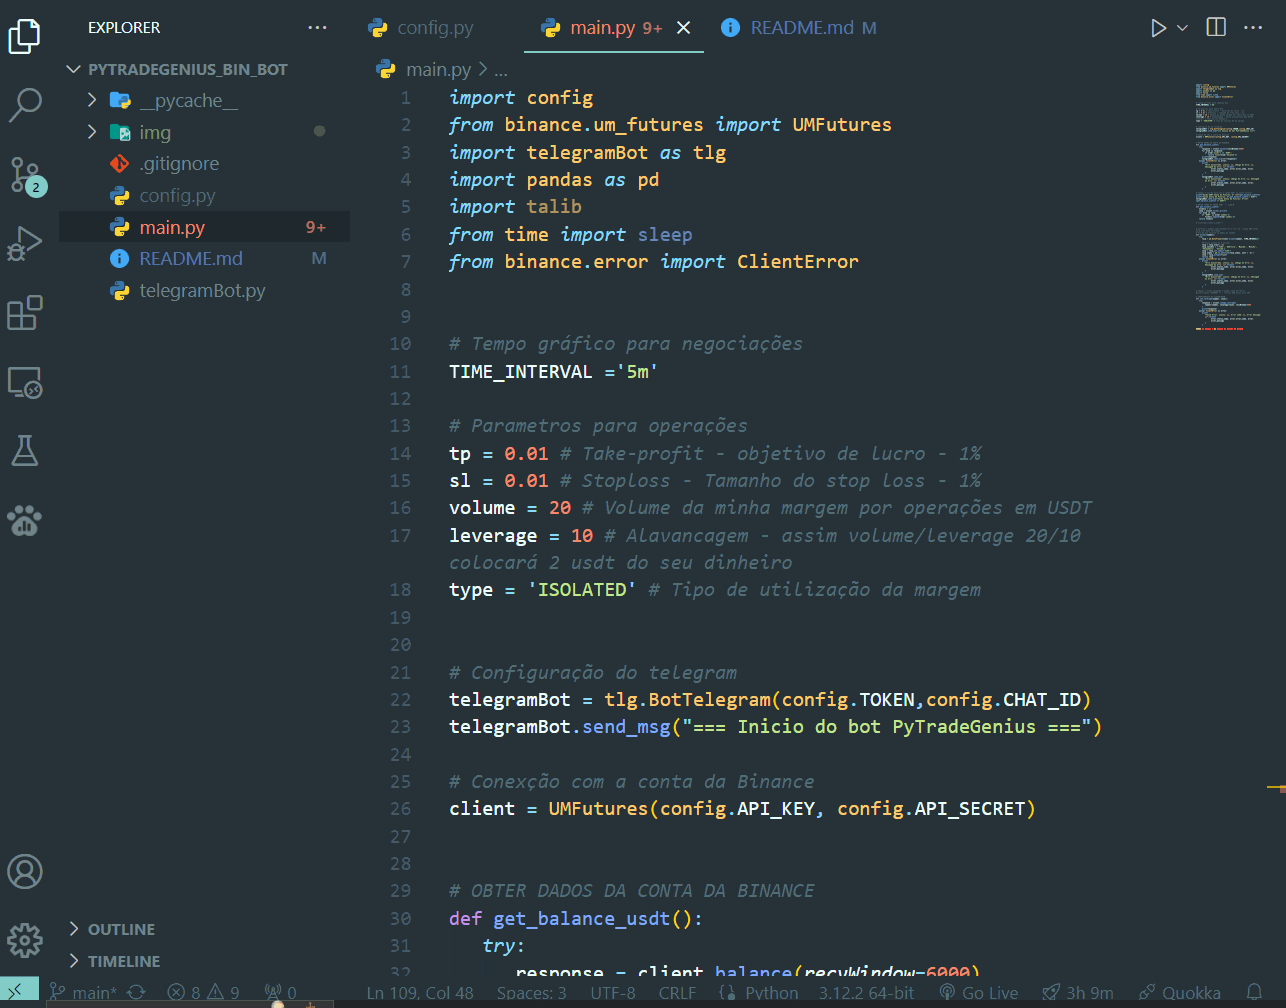 EXPLORER
PYTRADEGENIUS_BIN_BOT
__pycache__
img
.gitignore
config.py
main.py 9+
README.md M
telegramBot.py
OUTLINE
TIMELINE
config.py
main.py 9+
README.md M
main.py > ...
1 import config
2 from binance.um_futures import UMFutures
3 import telegramBot as tlg
4 import pandas as pd
5 import talib
6 from time import sleep
7 from binance.error import ClientError
8
9
10 # Tempo gráfico para negociações
11 TIME_INTERVAL ='5m'
12
13 # Parametros para operações
14 tp = 0.01 # Take-profit - objetivo de lucro - 1%
15 sl = 0.01 # Stoploss - Tamanho do stop loss - 1%
16 volume = 20 # Volume da minha margem por operações em USDT
17 leverage = 10 # Alavancagem - assim volume/leverage 20/10
colocará 2 usdt do seu dinheiro
18 type = 'ISOLATED' # Tipo de utilização da margem
19
20
21 # Configuração do telegram
22 telegramBot = tlg.BotTelegram(config.TOKEN,config.CHAT_ID)
23 telegramBot.send_msg("=== Inicio do bot PyTradeGenius ===")
24
25 # Conexção com a conta da Binance
26 client = UMFutures(config.API_KEY, config.API_SECRET)
27
28
29 # OBTER DADOS DA CONTA DA BINANCE
30 def get_balance_usdt():
31 try:
32 response = client.balance(recvWindow=6000)
2
main* 8 9 0 Ln 109, Col 48 Spaces: 3 UTF-8 CRLF {} Python 3.12.2 64-bit Go Live 3h 9m Quokka